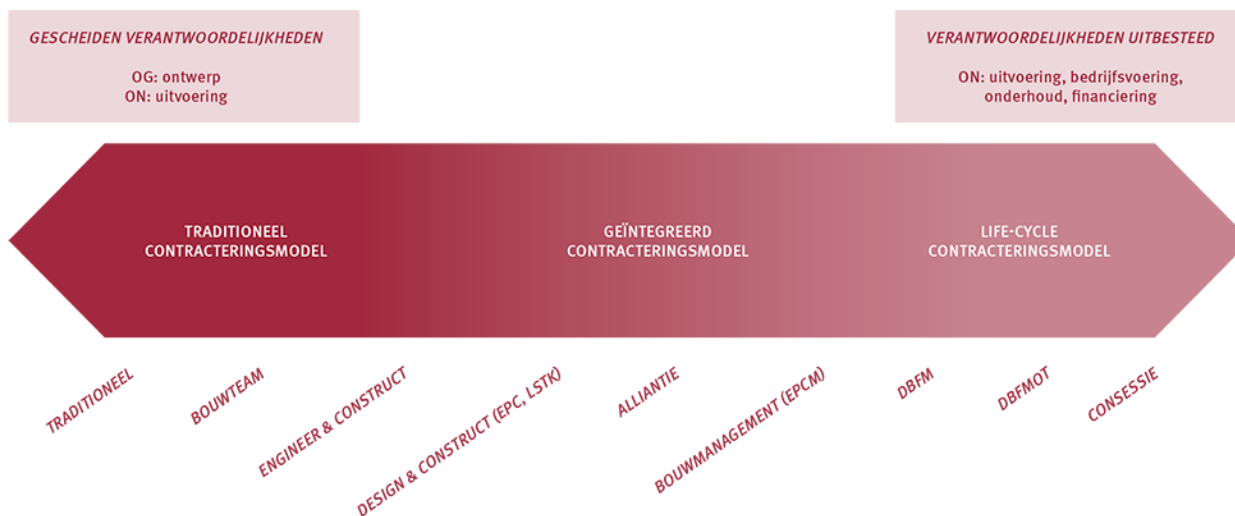 GESCHEIDEN VERANTWOORDELIJKHEDEN
OG: ontwerp
ON: uitvoering
VERANTWOORDELIJKHEDEN UITBESTEED
ON: uitvoering, bedrijfsvoering,
onderhoud, financiering
TRADITIONEEL
CONTRACTERINGSMODEL
GEÏNTEGREERD
CONTRACTERINGSMODEL
LIFE-CYCLE
CONTRACTERINGSMODEL
TRADITIONEEL
BOUWTEAM
ENGINEER & CONSTRUCT
DESIGN & CONSTRUCT (EPC, LSTK)
ALLIANTIE
BOUWMANAGEMENT (EPCM)
DBFM
DBFMOT
CONSESSIE